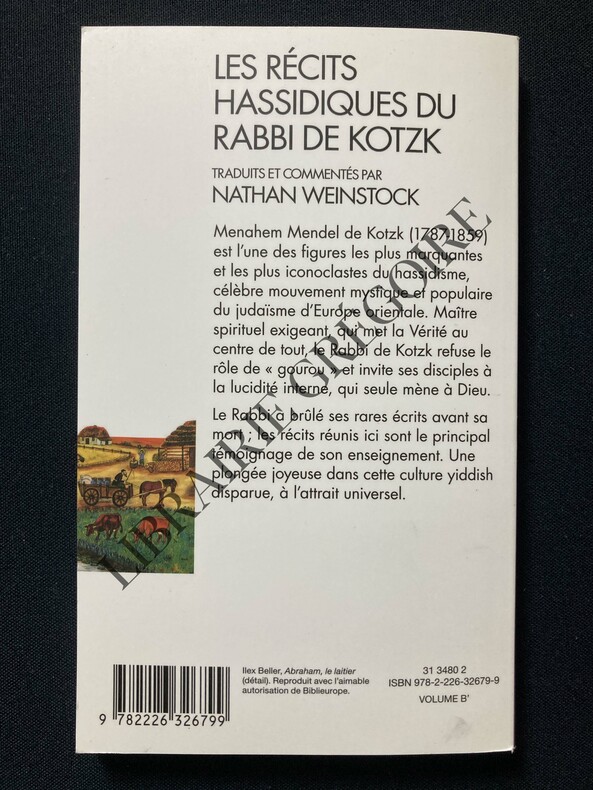 LES RÉCITS
HASSIDIQUES DU
RABBI DE KOTZK
TRADUITS ET COMMENTÉS PAR
NATHAN WEINSTOCK
Menahem Mendel de Kotzk (1787-1859)
est l'une des figures les plus marquantes
et les plus iconoclastes du hassidisme,
célèbre mouvement mystique et populaire
du judaïsme d'Europe orientale. Maître
spirituel exigeant, qui met la Vérité au
centre de tout, le Rabbi de Kotzk refuse le
rôle de « gourou » et invite ses disciples à
la lucidité interne, qui seule mène à Dieu.
Le Rabbi a brûlé ses rares écrits avant sa
mort ; les récits réunis ici sont le principal
témoignage de son enseignement. Une
plongée joyeuse dans cette culture yiddish
disparue, à l'attrait universel.
LIBRAIRIE GRÉGOIRE
Ilex Beller, Abraham, le laitier
(détail). Reproduit avec l'aimable
autorisation de Biblieurope.
9 782226 326799
31 3480 2
ISBN 978-2-226-32679-9
VOLUME B*